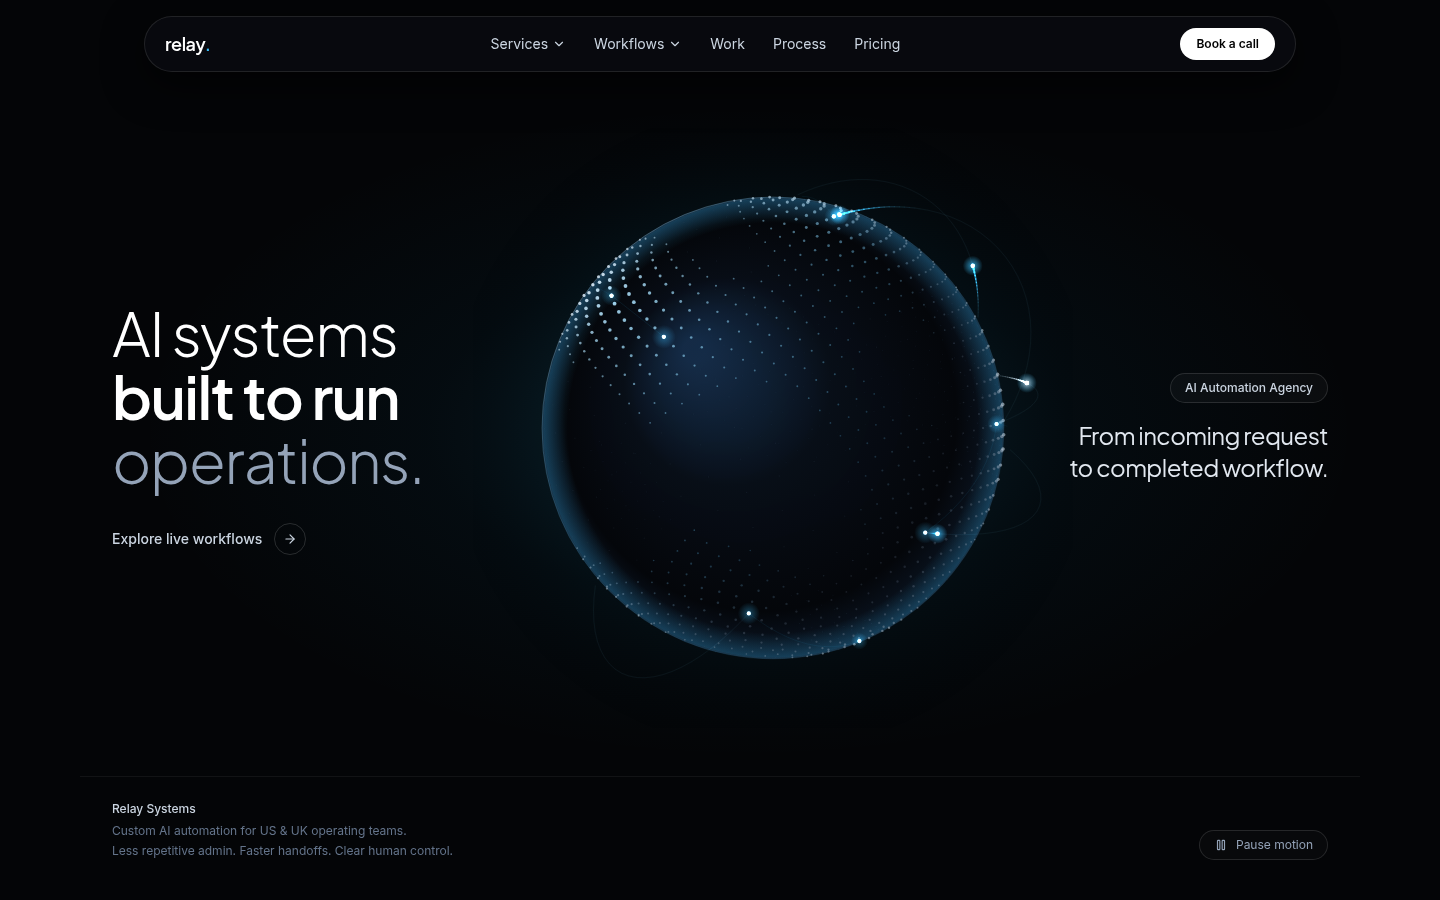 relay.
Services
Workflows
Work
Process
Pricing
Book a call
AI systems
built to run
operations.
Explore live workflows
AI Automation Agency
From incoming request
to completed workflow.
Relay Systems
Custom AI automation for US & UK operating teams.
Less repetitive admin. Faster handoffs. Clear human control.
Pause motion